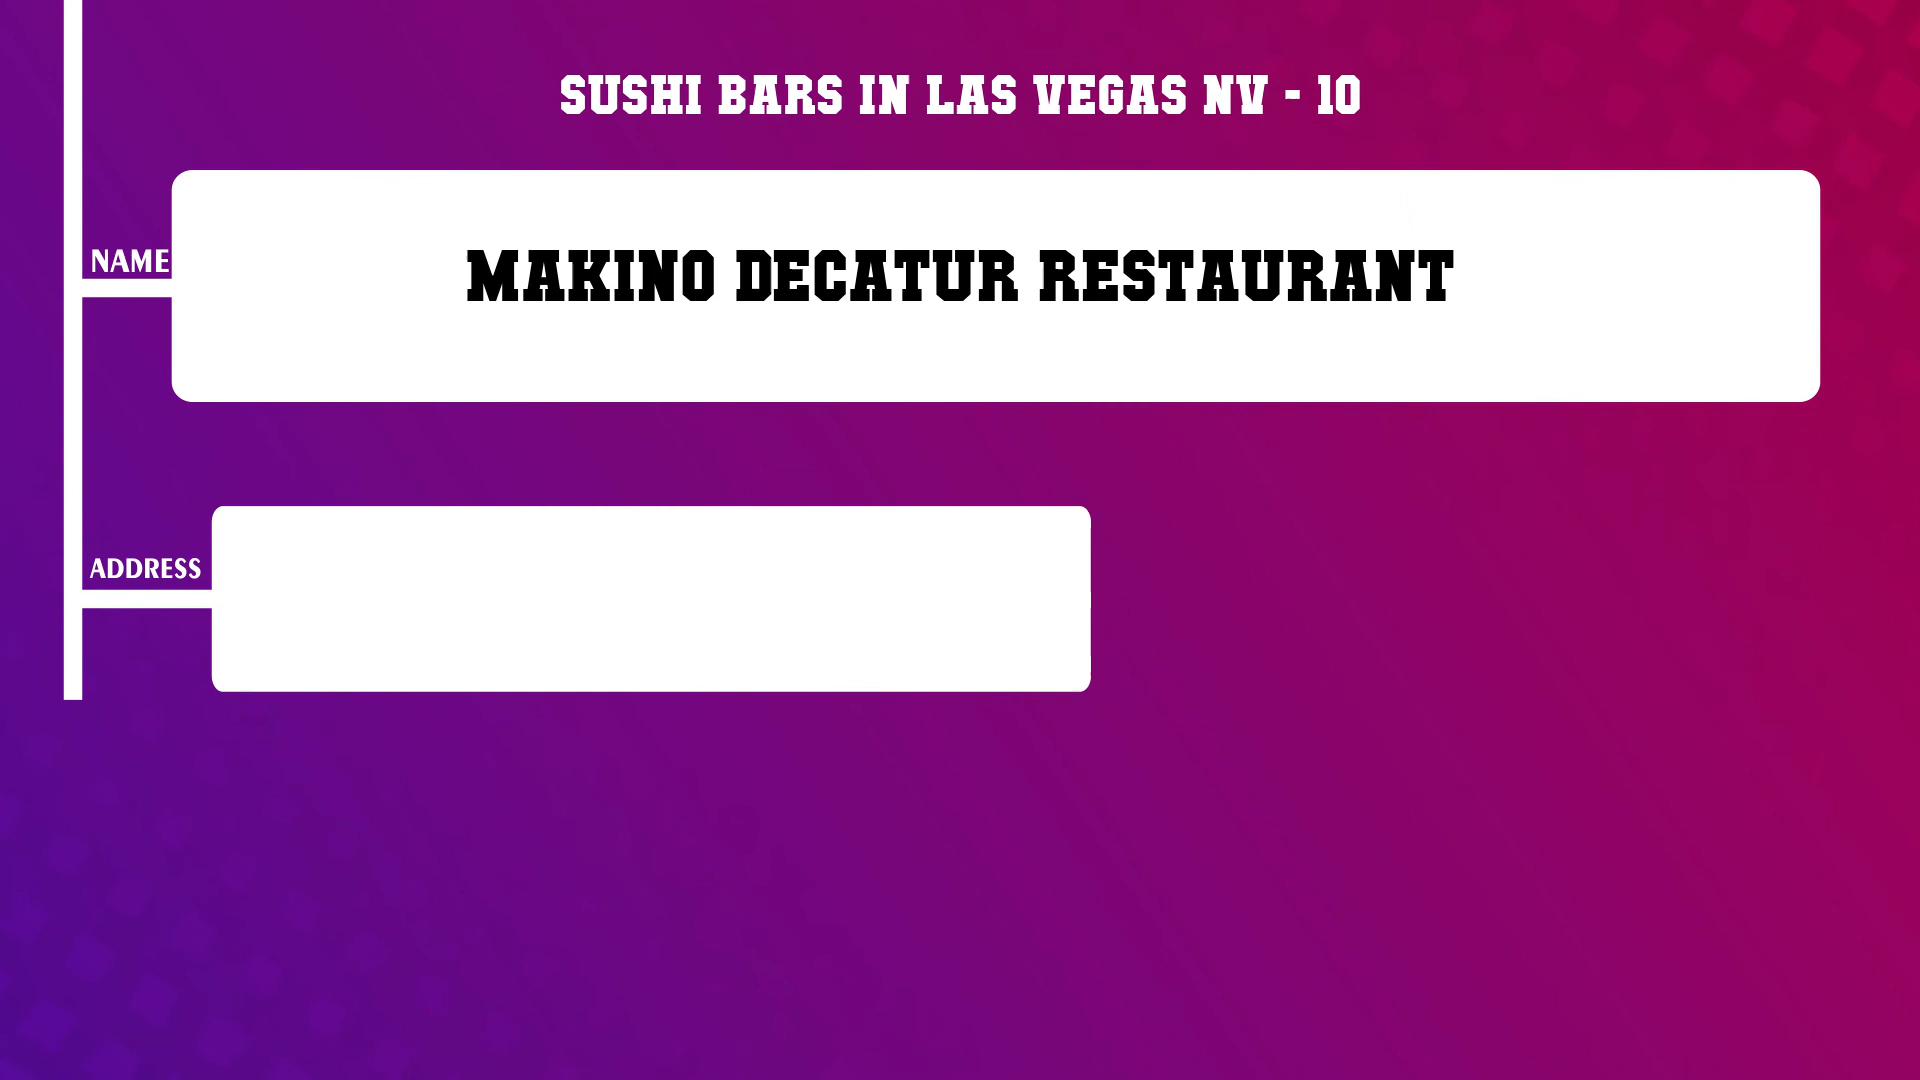 SUSHI BARS IN LAS VEGAS NV - 10
NAME
MAKINO DECATUR RESTAURANT
ADDRESS